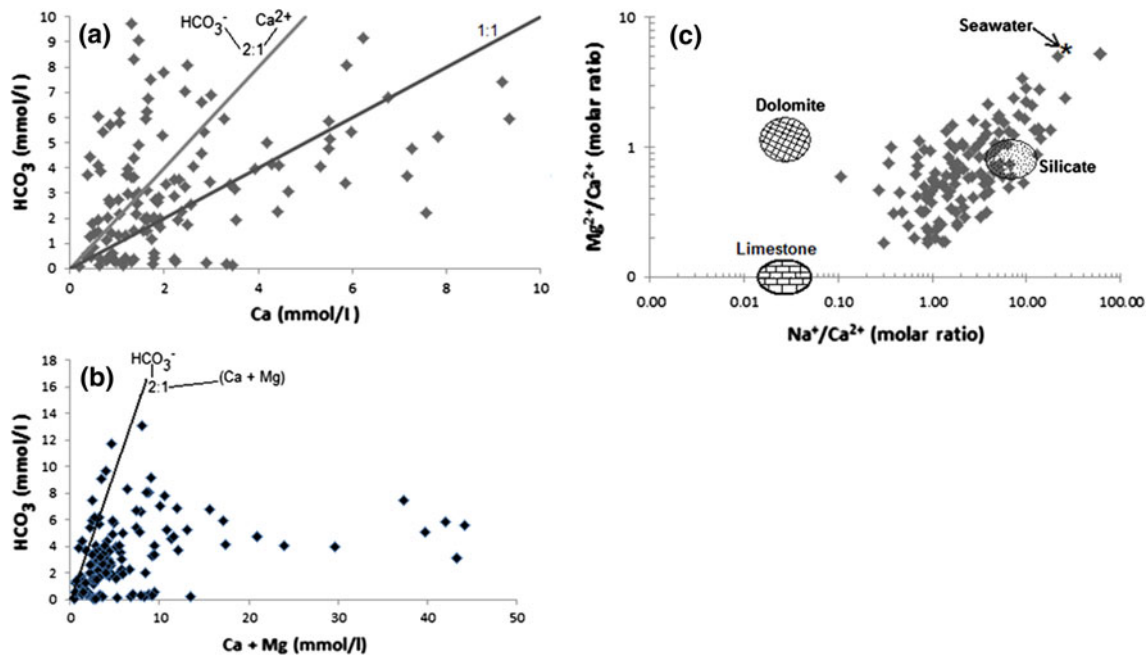 (a)
HCO₃⁻
Ca²⁺
2:1
1:1
HCO₃ (mmol/l)
10
9
8
7
6
5
4
3
2
1
0
0
2
4
6
8
10
Ca (mmol/l)
(c)
Seawater
*
Dolomite
Silicate
Limestone
Mg²⁺/Ca²⁺ (molar ratio)
10
1
0
0.00
0.01
0.10
1.00
10.00
100.00
Na⁺/Ca²⁺ (molar ratio)
(b)
HCO₃⁻
2:1
(Ca + Mg)
HCO₃ (mmol/l)
18
16
14
12
10
8
6
4
2
0
0
10
20
30
40
50
Ca + Mg (mmol/l)